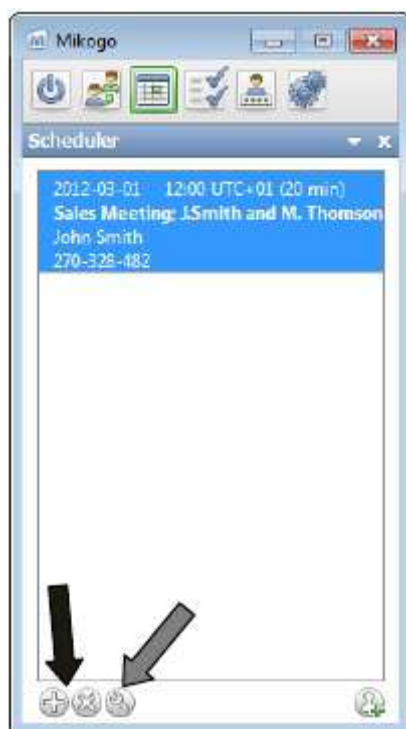 Mikogo
Scheduler
2012-03-01 12:00 UTC+01 (20 min)
Sales Meeting: J.Smith and M. Thomson
John Smith
270-328-482